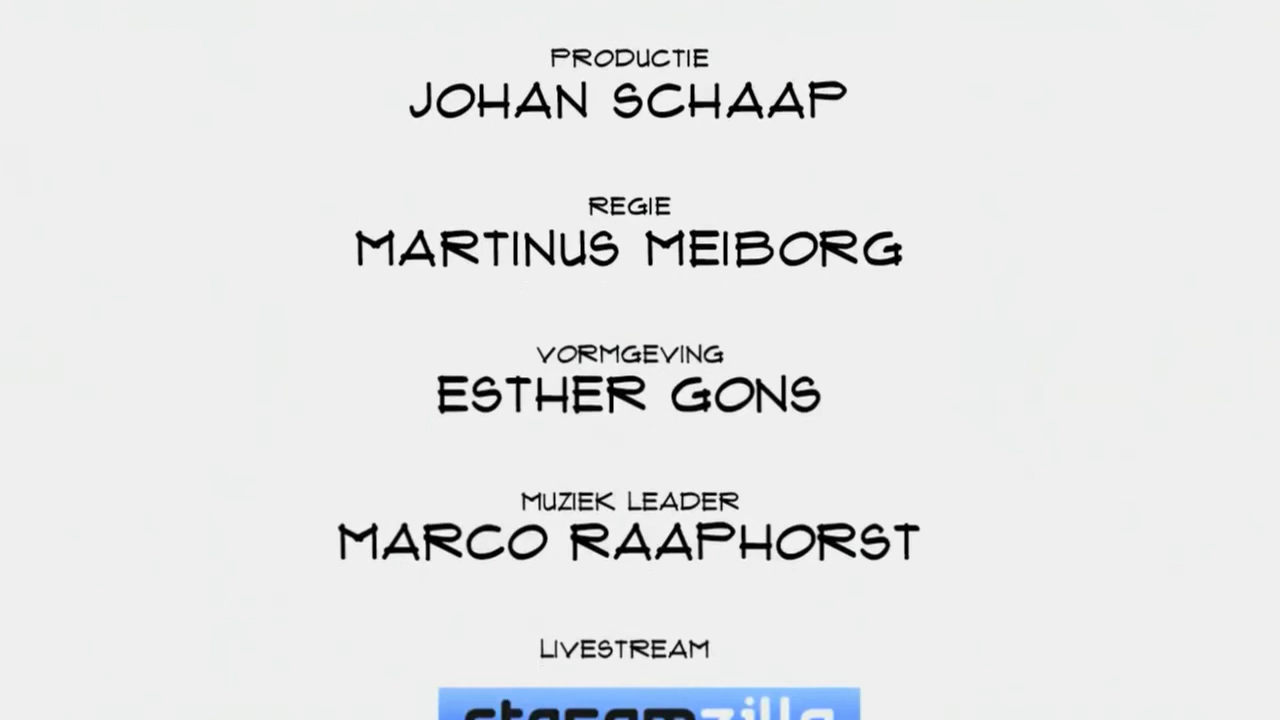 PRODUCTIE
JOHAN SCHAAP
REGIE
MARTINUS MEIBORG
VORMGEVING
ESTHER GONS
MUZIEK LEADER
MARCO RAAPHORST
LIVESTREAM